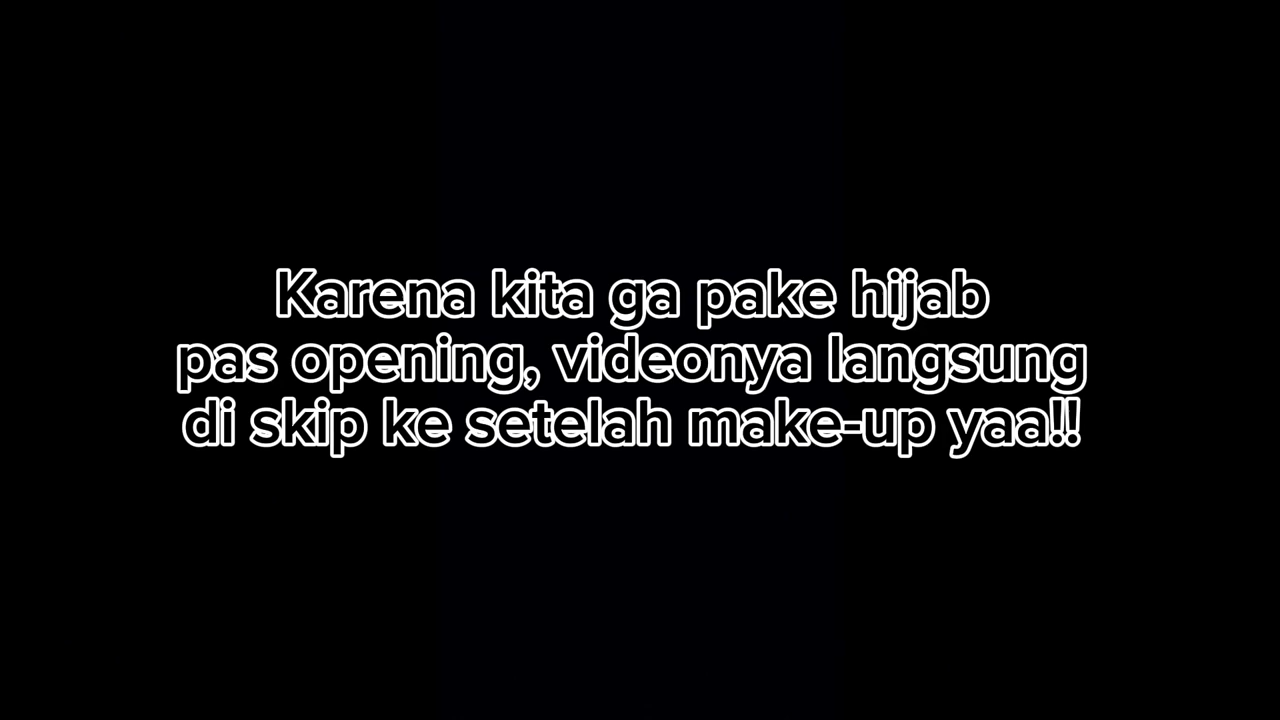 Karena kita ga pake hijab
pas opening, videonya langsung
di skip ke setelah make-up yaa!!